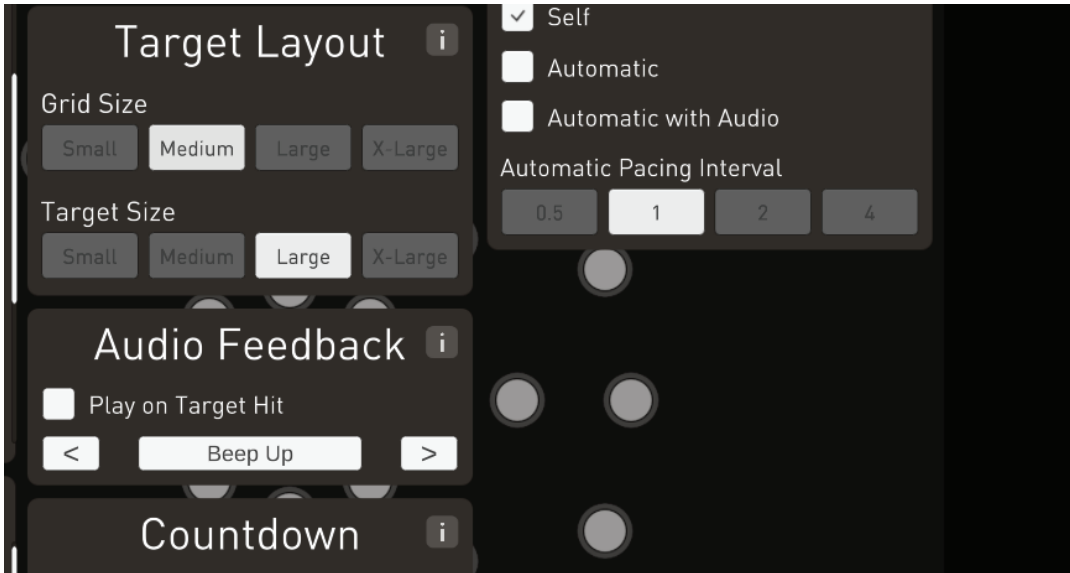 Target Layout i
Grid Size
Small Medium Large X-Large
Target Size
Small Medium Large X-Large
Audio Feedback i
Play on Target Hit
< Beep Up >
Countdown i
Self
Automatic
Automatic with Audio
Automatic Pacing Interval
0.5 1 2 4